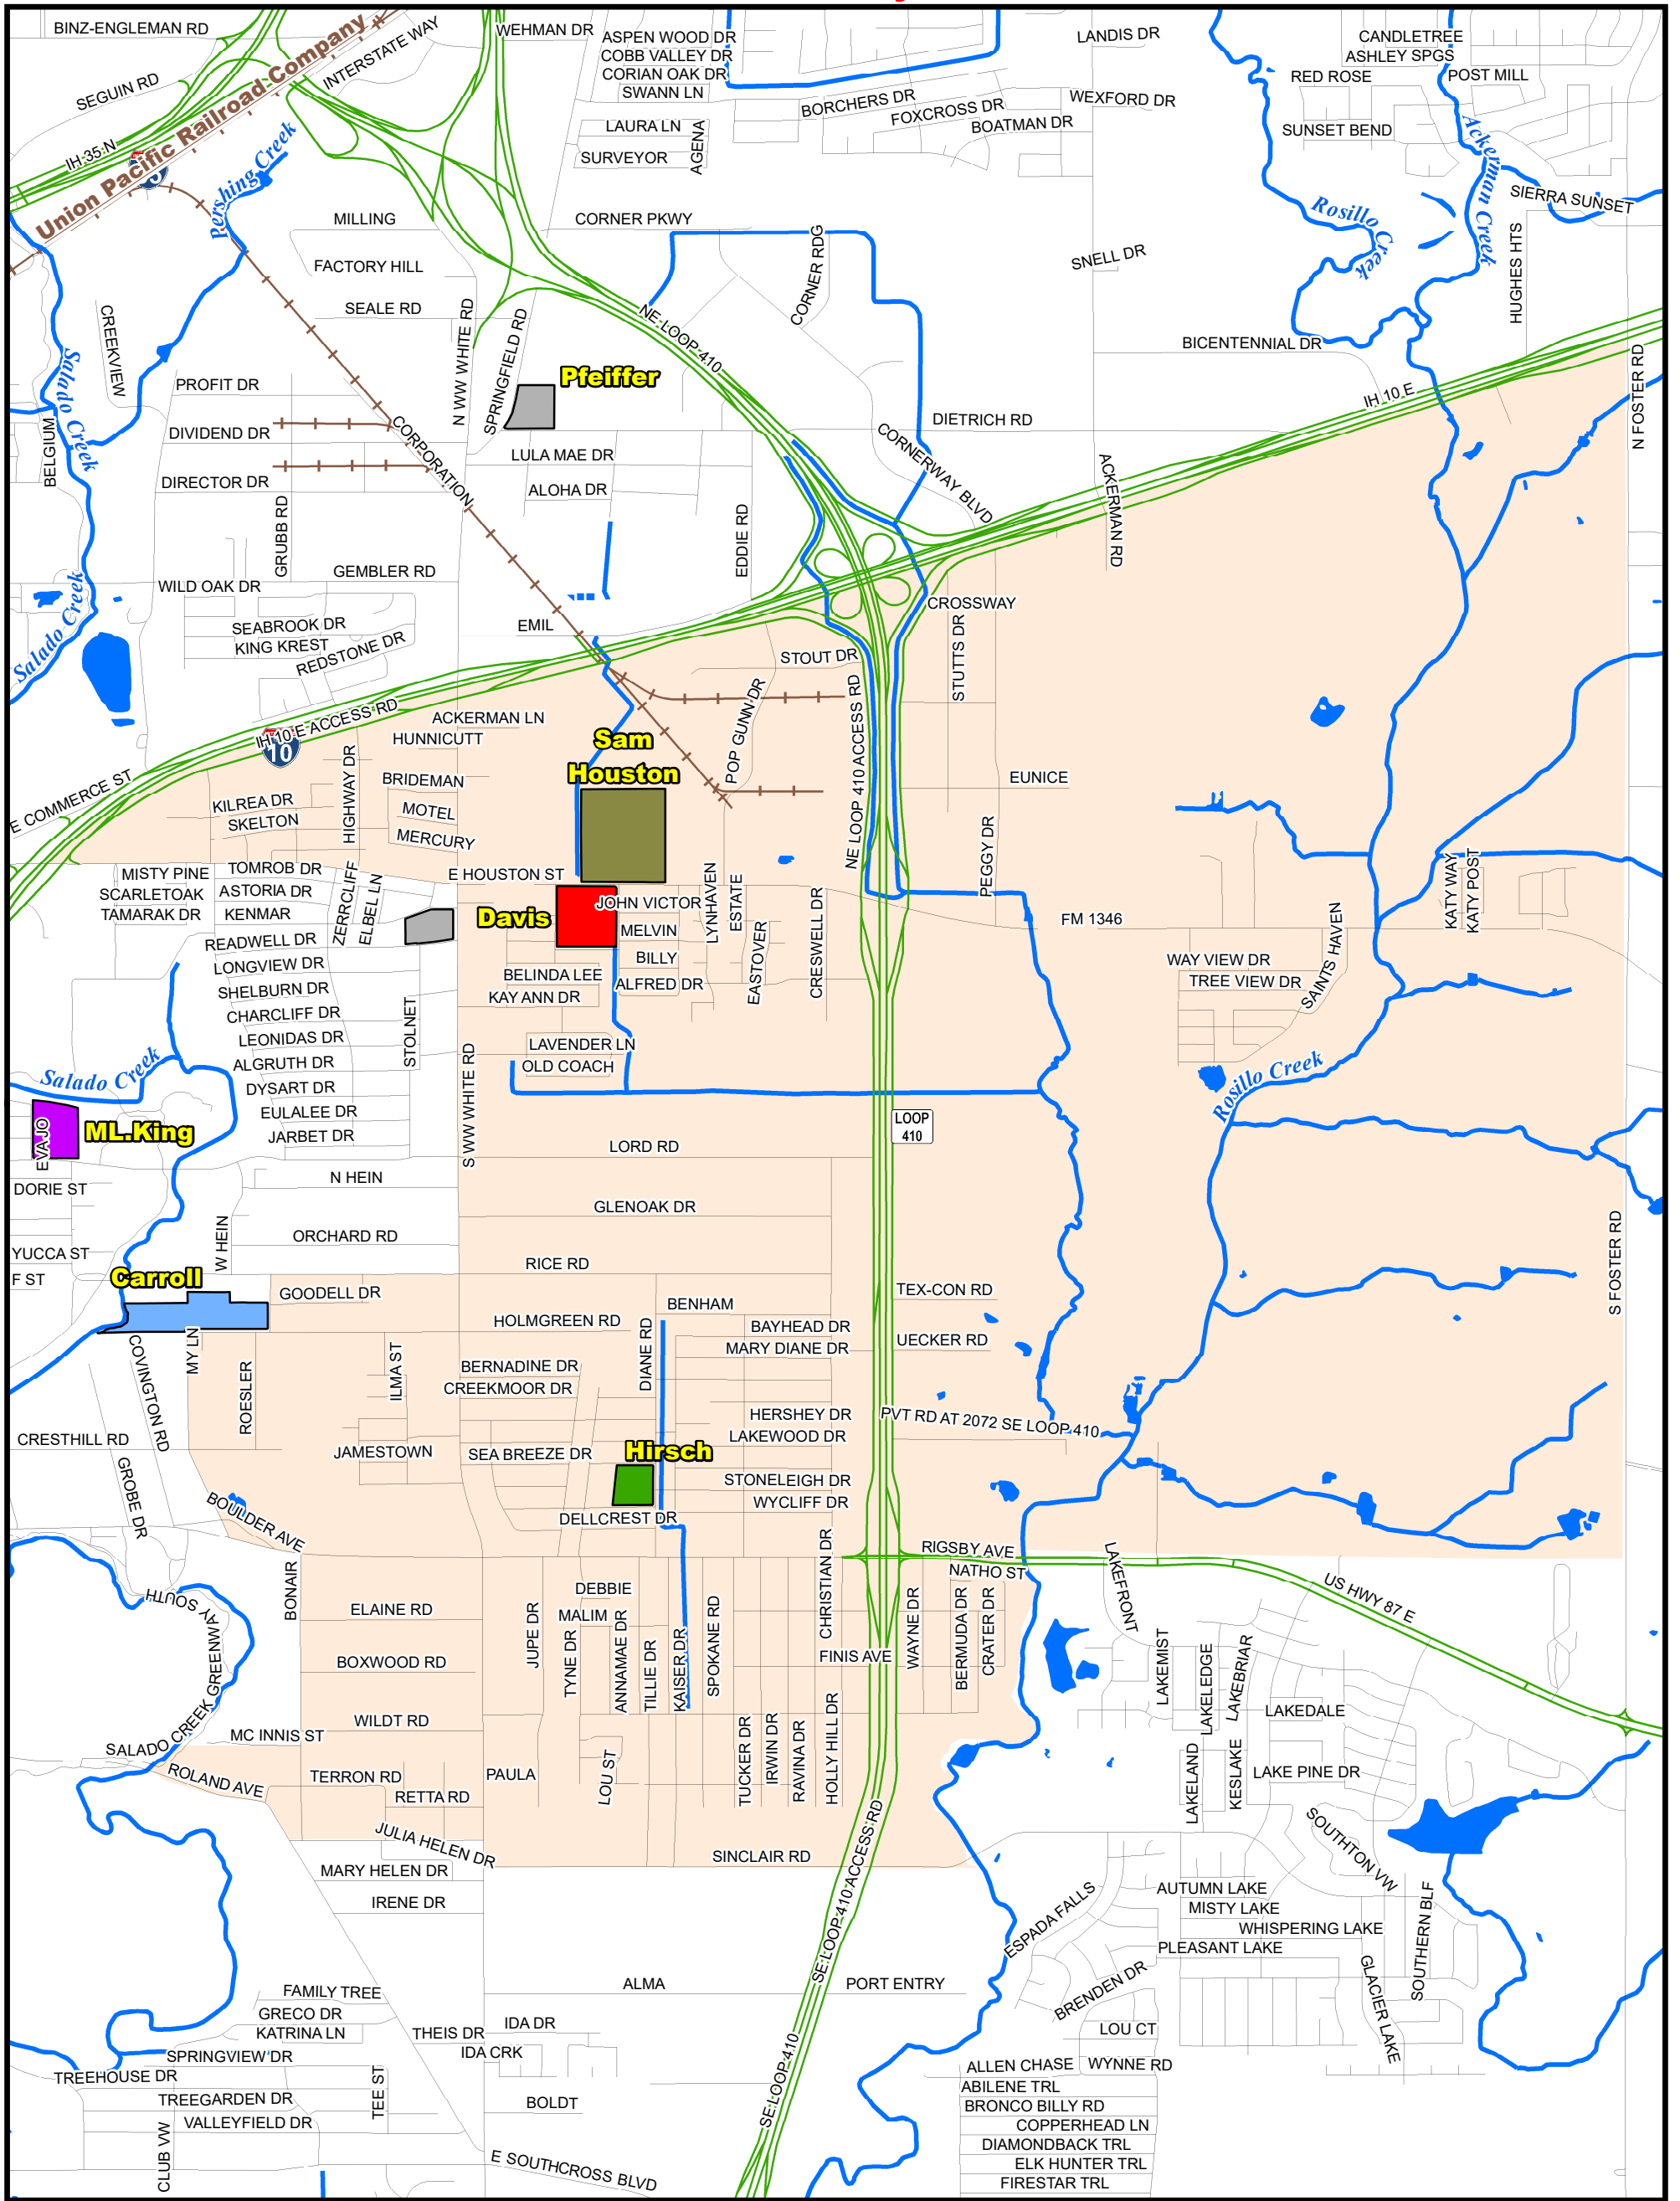 BINZ-ENGLEMAN RD
WEHMAN DR
ASPEN WOOD DR
COBB VALLEY DR
CORIAN OAK DR
SWANN LN
LANDIS DR
CANDLETREE
ASHLEY SPGS
RED ROSE
POST MILL
SEGUIN RD
Union Pacific Railroad Company
INTERSTATE WAY
BORCHERS DR
FOXCROSS DR
WEXFORD DR
BOATMAN DR
LAURA LN
AGENA
SURVEYOR
SUNSET BEND
Ackerman Creek
IH-35-N
Pershing Creek
SIERRA SUNSET
Rosillo Creek
MILLING
CORNER PKWY
CORNER RDG
SNELL DR
HUGHES HTS
FACTORY HILL
SEALE RD
CREEKVIEW
N WW WHITE RD
SPRINGFIELD RD
NE LOOP 410
BICENTENNIAL DR
N FOSTER RD
Salado Creek
PROFIT DR
Pfeiffer
IH 10 E
DIVIDEND DR
CORPORATION
DIETRICH RD
CORNERWAY BLVD
BELGIUM
LULA MAE DR
DIRECTOR DR
ALOHA DR
ACKERMAN RD
GRUBB RD
EDDIE RD
GEMBLER RD
WILD OAK DR
Salado Creek
SEABROOK DR
KING KREST
REDSTONE DR
EMIL
CROSSWAY
STUTTS DR
STOUT DR
IH 10 E ACCESS RD
10
ACKERMAN LN
HUNNICUTT
Sam
Houston
POP GUNN DR
NE LOOP 410 ACCESS RD
E COMMERCE ST
HIGHWAY DR
BRIDEMAN
EUNICE
KILREA DR
SKELTON
MOTEL
MERCURY
PEGGY DR
MISTY PINE
TOMROB DR
E HOUSTON ST
SCARLETOAK
ASTORIA DR
TAMARAK DR
KENMAR
ZERRCLIFF
ELBEL LN
Davis
JOHN VICTOR
LYNHAVEN
ESTATE
CRESWELL DR
FM 1346
KATY WAY
KATY POST
READWELL DR
MELVIN
EASTOVER
SAINTS HAVEN
LONGVIEW DR
BILLY
WAY VIEW DR
SHELBURN DR
BELINDA LEE
ALFRED DR
TREE VIEW DR
KAY ANN DR
CHARCLIFF DR
STOLNET
LEONIDAS DR
LAVENDER LN
ALGRUTH DR
OLD COACH
Salado Creek
DYSART DR
Rosillo Creek
EULALEE DR
S WW WHITE RD
EVAJO
ML.King
JARBET DR
LOOP
410
LORD RD
DORIE ST
N HEIN
GLENOAK DR
W HEIN
ORCHARD RD
YUCCA ST
RICE RD
S FOSTER RD
F ST
Carroll
GOODELL DR
TEX-CON RD
BENHAM
HOLMGREEN RD
BAYHEAD DR
UECKER RD
MARY DIANE DR
MY LN
COVINGTON RD
ROESLER
ILMA ST
BERNADINE DR
CREEKMOOR DR
DIANE RD
HERSHEY DR
PVT RD AT 2072 SE LOOP 410
LAKEWOOD DR
CRESTHILL RD
JAMESTOWN
SEA BREEZE DR
Hirsch
STONELEIGH DR
WYCLIFF DR
GROBE DR
BOULDER AVE
DELLCREST DR
CHRISTIAN DR
RIGSBY AVE
NATHO ST
LAKEFRONT
US HWY 87 E
BONAIR
DEBBIE
SALADO CREEK GREENWAY SOUTH
ELAINE RD
MALIM
JUPE DR
TYNE DR
ANNAMAE DR
TILLIE DR
KAISER DR
SPOKANE RD
FINIS AVE
WAYNE DR
BERMUDA DR
CRATER DR
BOXWOOD RD
LAKEMIST
LAKELEDGE
LAKEBRIAR
WILDT RD
LAKEDALE
MC INNIS ST
TUCKER DR
IRWIN DR
RAVINA DR
HOLLY HILL DR
ROLAND AVE
TERRON RD
PAULA
LOU ST
LAKELAND
KESLAKE
LAKE PINE DR
RETTA RD
JULIA HELEN DR
SINCLAIR RD
SE LOOP 410 ACCESS RD
SOUTHTON VW
MARY HELEN DR
IRENE DR
ESPADA FALLS
AUTUMN LAKE
MISTY LAKE
WHISPERING LAKE
PLEASANT LAKE
SOUTHERN BLF
GLACIER LAKE
FAMILY TREE
ALMA
PORT ENTRY
BRENDEN DR
GRECO DR
KATRINA LN
THEIS DR
IDA DR
LOU CT
IDA CRK
SPRINGVIEW DR
ALLEN CHASE
WYNNE RD
TREEHOUSE DR
TEE ST
SE LOOP 410
ABILENE TRL
TREEGARDEN DR
BOLDT
BRONCO BILLY RD
VALLEYFIELD DR
COPPERHEAD LN
CLUB VW
DIAMONDBACK TRL
E SOUTHCROSS BLVD
ELK HUNTER TRL
FIRESTAR TRL